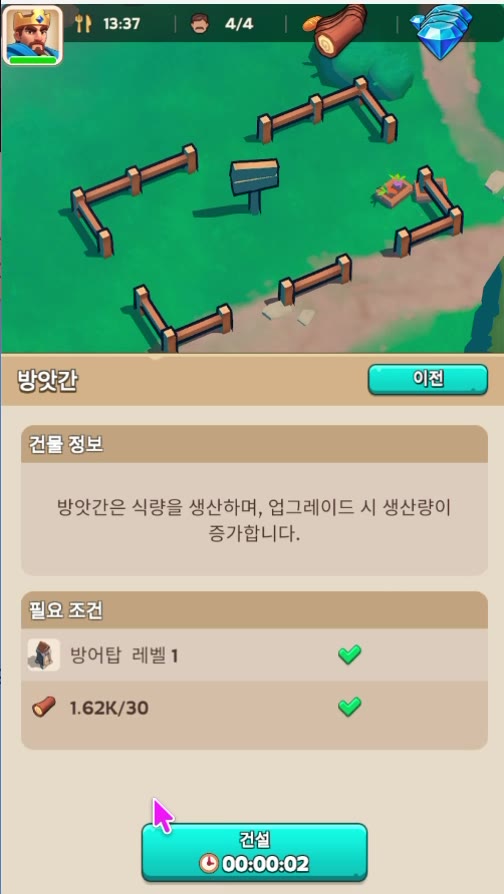 13:37
4/4
방앗간
이전
건물 정보
방앗간은 식량을 생산하며, 업그레이드 시 생산량이
증가합니다.
필요 조건
방어탑 레벨 1
1.62K/30
건설
00:00:02